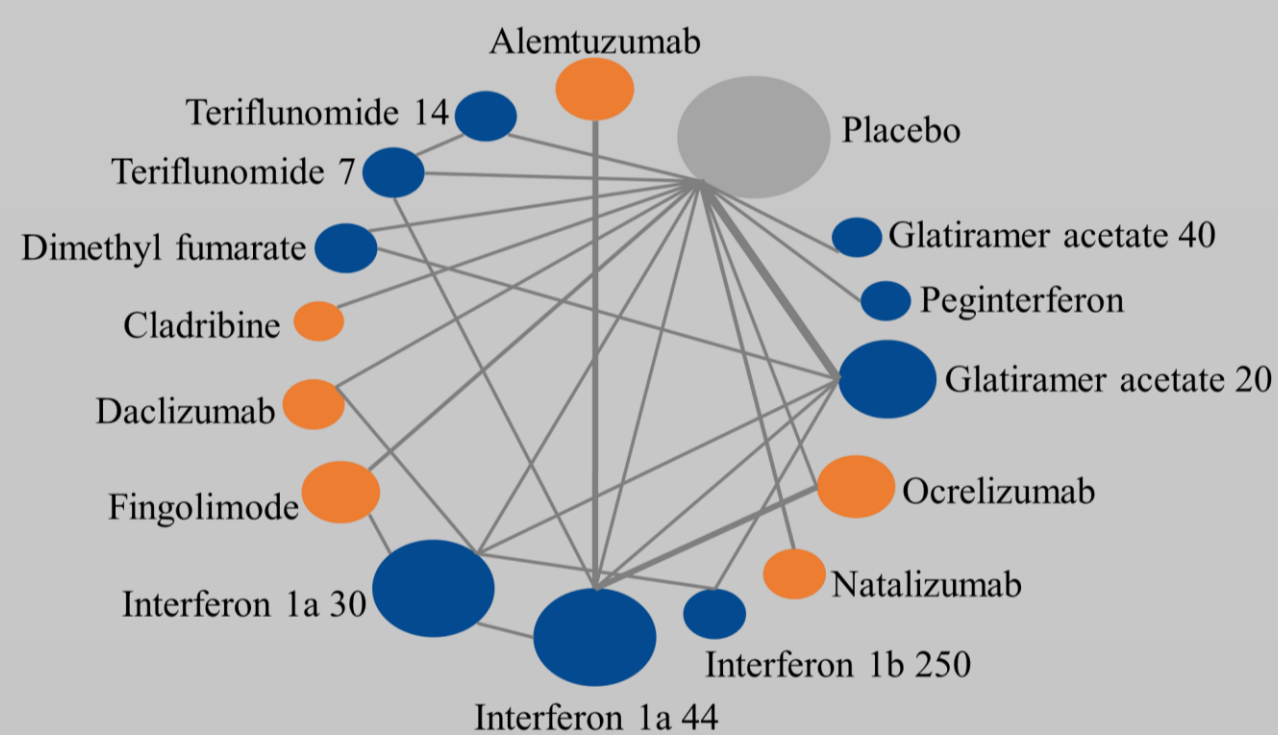 Alemtuzumab
Teriflunomide 14
Placebo
Teriflunomide 7
Glatiramer acetate 40
Dimethyl fumarate
Peginterferon
Cladribine
Glatiramer acetate 20
Daclizumab
Ocrelizumab
Fingolimode
Natalizumab
Interferon 1a 30
Interferon 1b 250
Interferon 1a 44